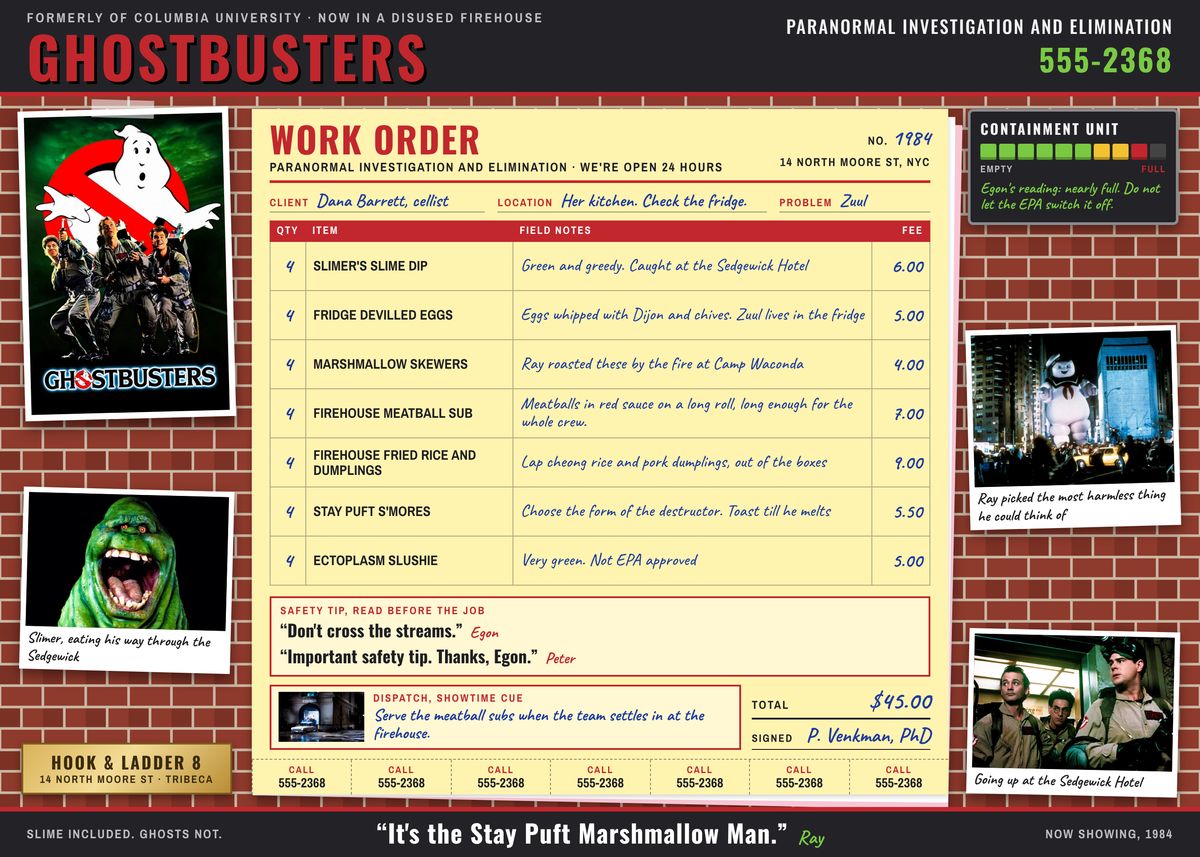 FORMERLY OF COLUMBIA UNIVERSITY · NOW IN A DISUSED FIREHOUSE
GHOSTBUSTERS
PARANORMAL INVESTIGATION AND ELIMINATION
555-2368
GHOSTBUSTERS
Slimer, eating his way through the
Sedgewick
HOOK & LADDER 8
14 NORTH MOORE ST · TRIBECA
WORK ORDER
PARANORMAL INVESTIGATION AND ELIMINATION · WE'RE OPEN 24 HOURS
NO. 1984
14 NORTH MOORE ST, NYC
CLIENT Dana Barrett, cellist LOCATION Her kitchen. Check the fridge. PROBLEM Zuul
QTY ITEM FIELD NOTES FEE
4 SLIMER'S SLIME DIP Green and greedy. Caught at the Sedgewick Hotel 6.00
4 FRIDGE DEVILLED EGGS Eggs whipped with Dijon and chives. Zuul lives in the fridge 5.00
4 MARSHMALLOW SKEWERS Ray roasted these by the fire at Camp Waconda 4.00
4 FIREHOUSE MEATBALL SUB Meatballs in red sauce on a long roll, long enough for the
whole crew. 7.00
4 FIREHOUSE FRIED RICE AND
DUMPLINGS Lap cheong rice and pork dumplings, out of the boxes 9.00
4 STAY PUFT S'MORES Choose the form of the destructor. Toast till he melts 5.50
4 ECTOPLASM SLUSHIE Very green. Not EPA approved 5.00
SAFETY TIP, READ BEFORE THE JOB
“Don't cross the streams.” Egon
“Important safety tip. Thanks, Egon.” Peter
DISPATCH, SHOWTIME CUE
Serve the meatball subs when the team settles in at the
firehouse.
TOTAL $45.00
SIGNED P. Venkman, PhD
CALL CALL CALL CALL CALL CALL CALL
555-2368 555-2368 555-2368 555-2368 555-2368 555-2368 555-2368
CONTAINMENT UNIT
EMPTY FULL
Egon's reading: nearly full. Do not
let the EPA switch it off.
Ray picked the most harmless thing
he could think of
Going up at the Sedgewick Hotel
SLIME INCLUDED. GHOSTS NOT.
“It's the Stay Puft Marshmallow Man.” Ray
NOW SHOWING, 1984